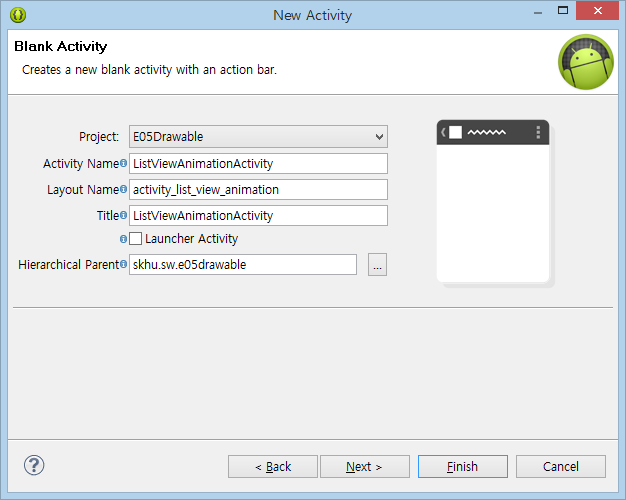 New Activity
Blank Activity
Creates a new blank activity with an action bar.
Project: E05Drawable
Activity Name ListViewAnimationActivity
Layout Name activity_list_view_animation
Title ListViewAnimationActivity
Launcher Activity
Hierarchical Parent skhu.sw.e05drawable ...
? < Back Next > Finish Cancel